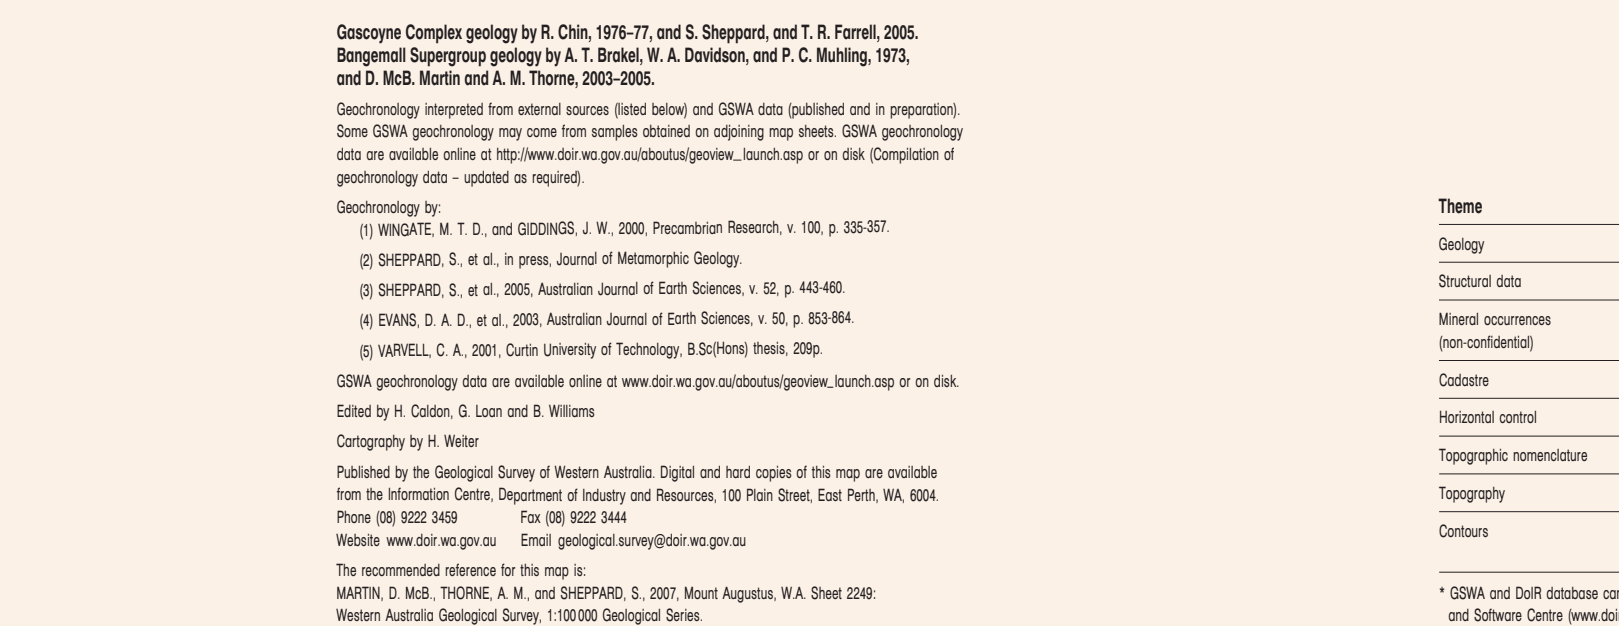 Gascoyne Complex geology by R. Chin, 1976–77, and S. Sheppard, and T. R. Farrell, 2005.
Bangemall Supergroup geology by A. T. Brakel, W. A. Davidson, and P. C. Muhling, 1973,
and D. McB. Martin and A. M. Thorne, 2003–2005.
Geochronology interpreted from external sources (listed below) and GSWA data (published and in preparation).
Some GSWA geochronology may come from samples obtained on adjoining map sheets. GSWA geochronology
data are available online at http://www.doir.wa.gov.au/aboutus/geoview_launch.asp or on disk (Compilation of
geochronology data – updated as required).
Geochronology by:
(1) WINGATE, M. T. D., and GIDDINGS, J. W., 2000, Precambrian Research, v. 100, p. 335-357.
(2) SHEPPARD, S., et al., in press, Journal of Metamorphic Geology.
(3) SHEPPARD, S., et al., 2005, Australian Journal of Earth Sciences, v. 52, p. 443-460.
(4) EVANS, D. A. D., et al., 2003, Australian Journal of Earth Sciences, v. 50, p. 853-864.
(5) VARVELL, C. A., 2001, Curtin University of Technology, B.Sc(Hons) thesis, 209p.
GSWA geochronology data are available online at www.doir.wa.gov.au/aboutus/geoview_launch.asp or on disk.
Edited by H. Caldon, G. Loan and B. Williams
Cartography by H. Weiter
Published by the Geological Survey of Western Australia. Digital and hard copies of this map are available
from the Information Centre, Department of Industry and Resources, 100 Plain Street, East Perth, WA, 6004.
Phone (08) 9222 3459 Fax (08) 9222 3444
Website www.doir.wa.gov.au Email geological.survey@doir.wa.gov.au
The recommended reference for this map is:
MARTIN, D. McB., THORNE, A. M., and SHEPPARD, S., 2007, Mount Augustus, W.A. Sheet 2249:
Western Australia Geological Survey, 1:100 000 Geological Series.
Theme
Geology
Structural data
Mineral occurrences
(non-confidential)
Cadastre
Horizontal control
Topographic nomenclature
Topography
Contours
* GSWA and DoIR database
and Software Centre